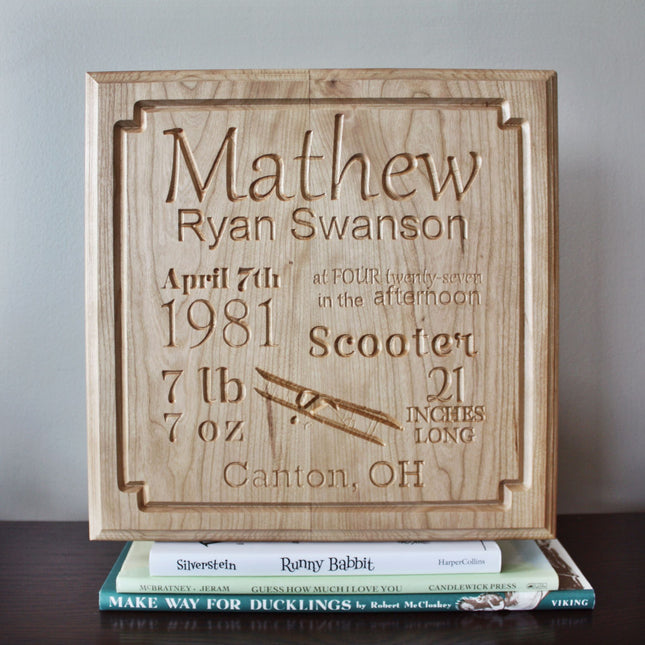 Mathew
Ryan Swanson
April 7th
1981
at FOUR twenty-seven
in the afternoon
Scooter
7 lb
7 oz
21
INCHES
LONG
Canton, OH
Silverstein Runny Babbit HarperCollins
MCBRATNEY · JERAM GUESS HOW MUCH I LOVE YOU CANDLEWICK PRESS
MAKE WAY FOR DUCKLINGS by Robert McCloskey VIKING